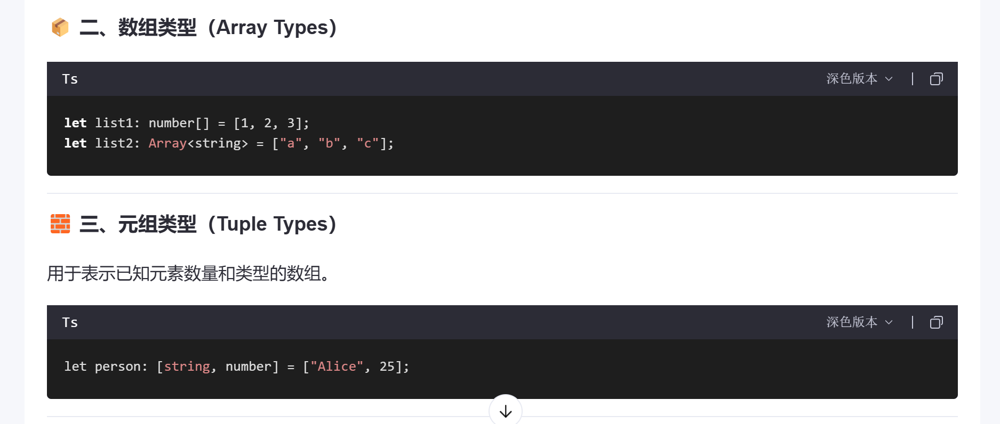 二、数组类型（Array Types）
Ts
深色版本
let list1: number[] = [1, 2, 3];
let list2: Array<string> = ["a", "b", "c"];
三、元组类型（Tuple Types）
用于表示已知元素数量和类型的数组。
Ts
深色版本
let person: [string, number] = ["Alice", 25];